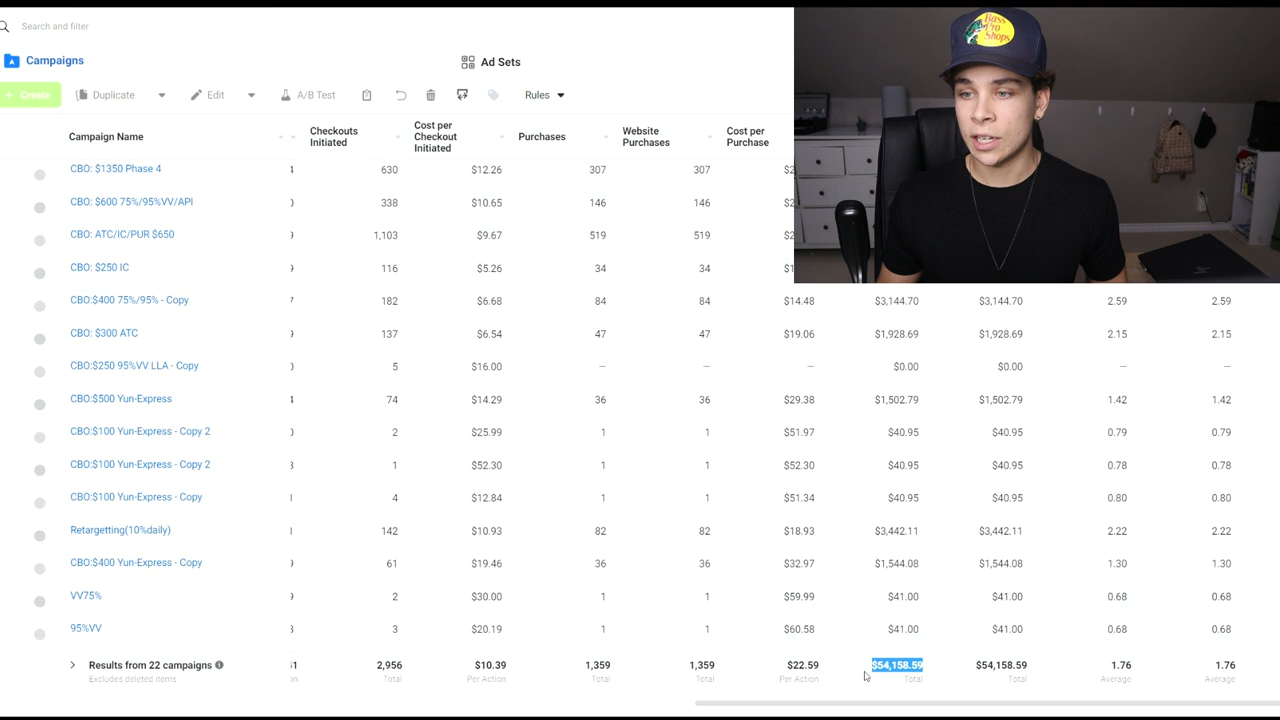 Search and filter
Campaigns
Ad Sets
+ Create Duplicate Edit A/B Test Rules
Campaign Name Checkouts Initiated Cost per Checkout Initiated Purchases Website Purchases Cost per Purchase
CBO: $1350 Phase 4 4 630 $12.26 307 307 $2
CBO: $600 75%/95%VV/API 338 $10.65 146 146 $2
CBO: ATC/IC/PUR $650 9 1,103 $9.67 519 519 $2
CBO: $250 IC 9 116 $5.26 34 34 $1
CBO:$400 75%/95% - Copy 7 182 $6.68 84 84 $14.48 $3,144.70 $3,144.70 2.59 2.59
CBO: $300 ATC 9 137 $6.54 47 47 $19.06 $1,928.69 $1,928.69 2.15 2.15
CBO:$250 95%VV LLA - Copy 5 $16.00 — — — $0.00 $0.00 — —
CBO:$500 Yun-Express 4 74 $14.29 36 36 $29.38 $1,502.79 $1,502.79 1.42 1.42
CBO:$100 Yun-Express - Copy 2 2 $25.99 1 1 $51.97 $40.95 $40.95 0.79 0.79
CBO:$100 Yun-Express - Copy 2 3 1 $52.30 1 1 $52.30 $40.95 $40.95 0.78 0.78
CBO:$100 Yun-Express - Copy 4 $12.84 1 1 $51.34 $40.95 $40.95 0.80 0.80
Retargetting(10%daily) 142 $10.93 82 82 $18.93 $3,442.11 $3,442.11 2.22 2.22
CBO:$400 Yun-Express - Copy 9 61 $19.46 36 36 $32.97 $1,544.08 $1,544.08 1.30 1.30
VV75% 9 2 $30.00 1 1 $59.99 $41.00 $41.00 0.68 0.68
95%VV 3 3 $20.19 1 1 $60.58 $41.00 $41.00 0.68 0.68
Results from 22 campaigns 2,956 $10.39 1,359 1,359 $22.59 $54,158.59 $54,158.59 1.76 1.76
Excludes deleted items. Total Per Action Total Total Per Action Total Total Average Average
Bass
Pro
Shops